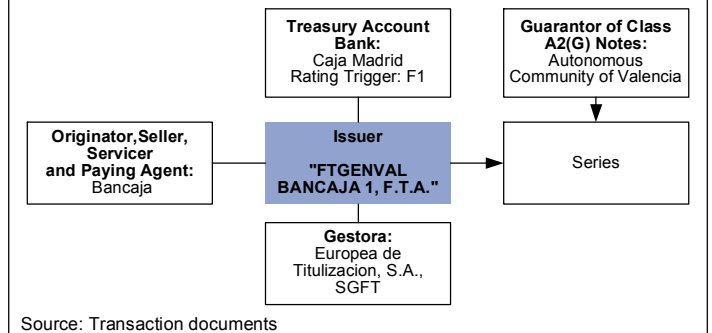 Treasury Account
Bank:
Caja Madrid
Rating Trigger: F1
Guarantor of Class
A2(G) Notes:
Autonomous
Community of Valencia
Originator,Seller,
Servicer
and Paying Agent:
Bancaja
Issuer
"FTGENVAL
BANCAJA 1, F.T.A."
Series
Gestora:
Europea de
Titulizacion, S.A.,
SGFT
Source: Transaction documents